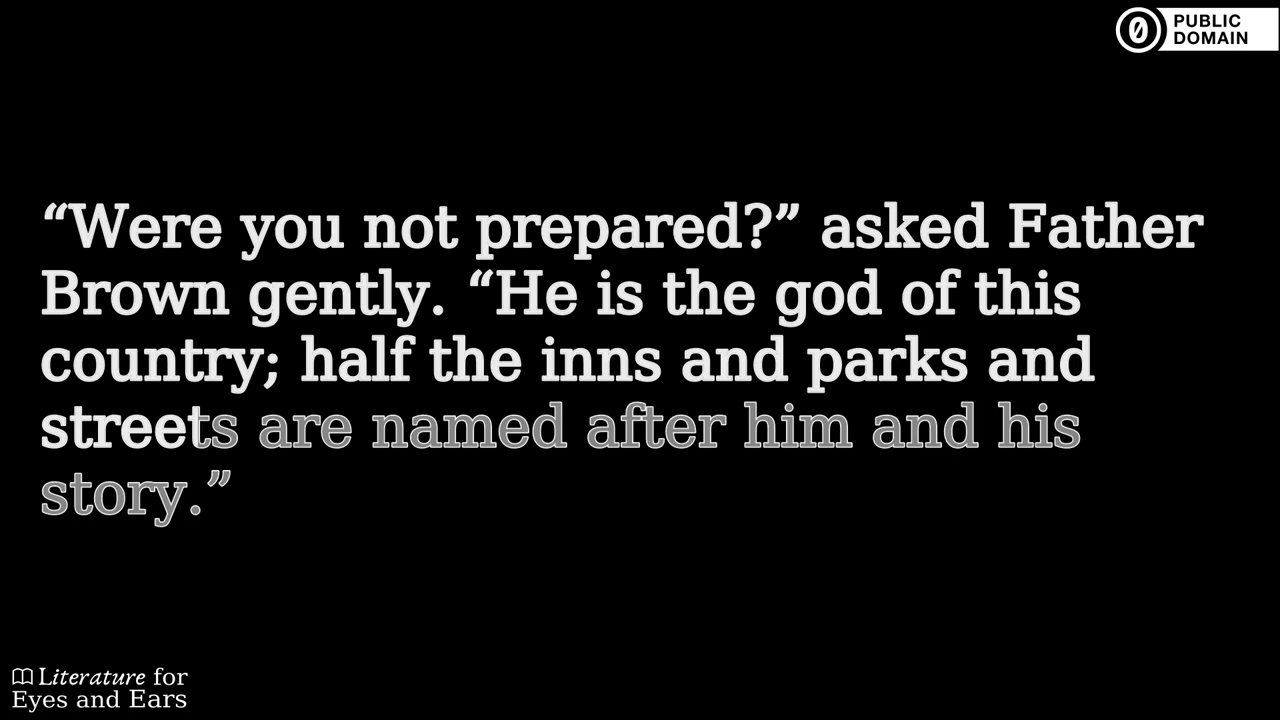 PUBLIC
DOMAIN
“Were you not prepared?” asked Father
Brown gently. “He is the god of this
country; half the inns and parks and
streets are named after him and his
story.”
Literature for
Eyes and Ears